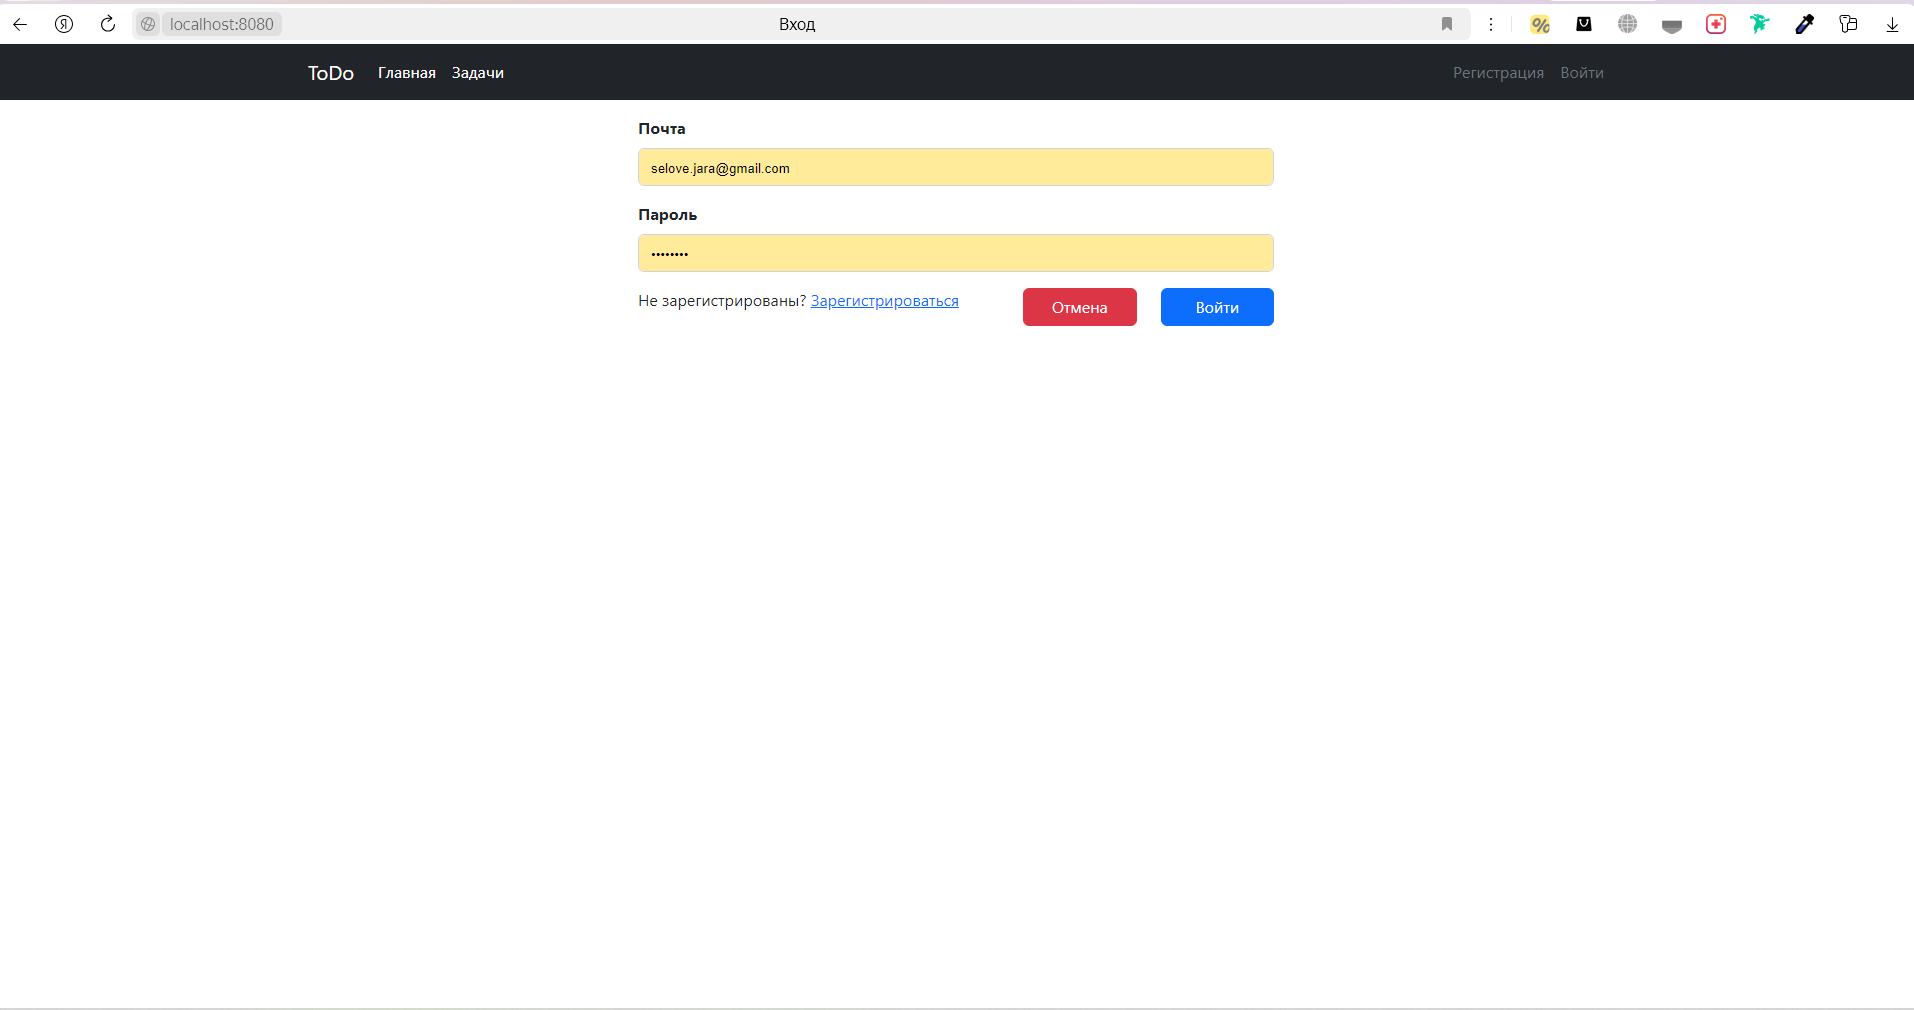 localhost:8080 Вход
ToDo Главная Задачи Регистрация Войти
Почта
selove.jara@gmail.com
Пароль
••••••••
Не зарегистрированы? Зарегистрироваться Отмена Войти